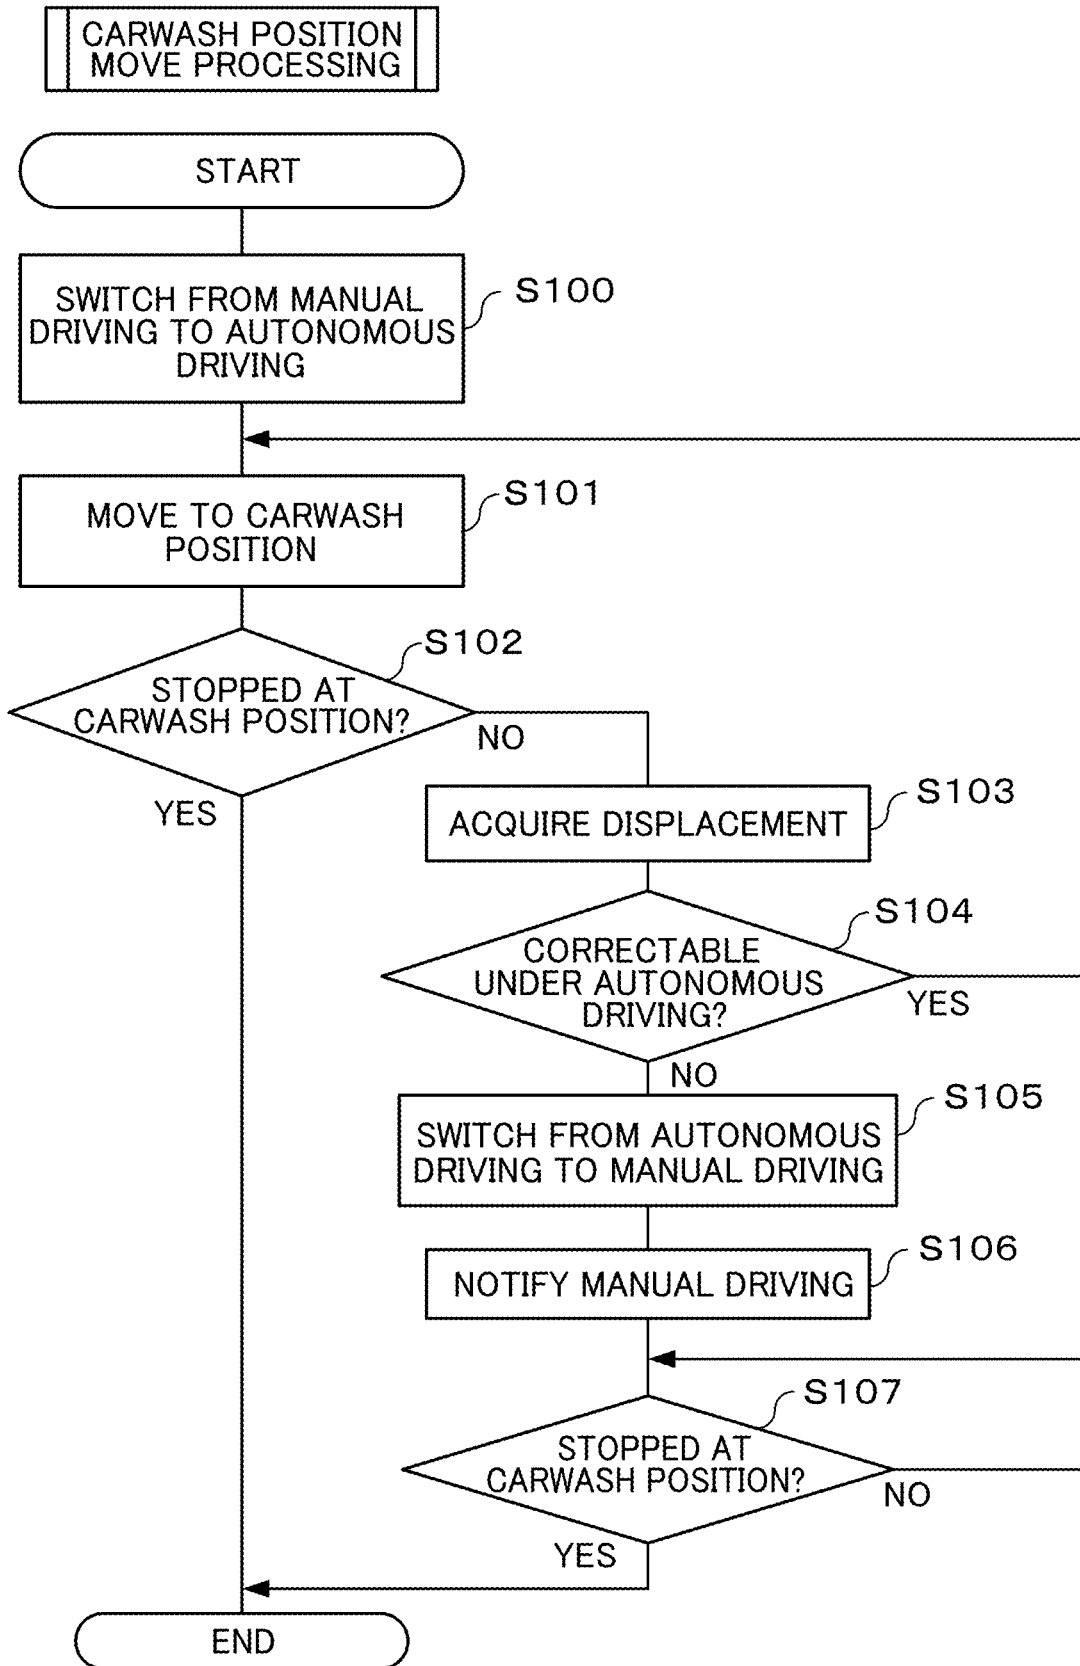 CARWASH POSITION
MOVE PROCESSING
START
SWITCH FROM MANUAL
DRIVING TO AUTONOMOUS
DRIVING
S100
MOVE TO CARWASH
POSITION
S101
STOPPED AT
CARWASH POSITION?
S102
NO
YES
ACQUIRE DISPLACEMENT
S103
CORRECTABLE
UNDER AUTONOMOUS
DRIVING?
S104
YES
NO
SWITCH FROM AUTONOMOUS
DRIVING TO MANUAL DRIVING
S105
NOTIFY MANUAL DRIVING
S106
STOPPED AT
CARWASH POSITION?
S107
NO
YES
END